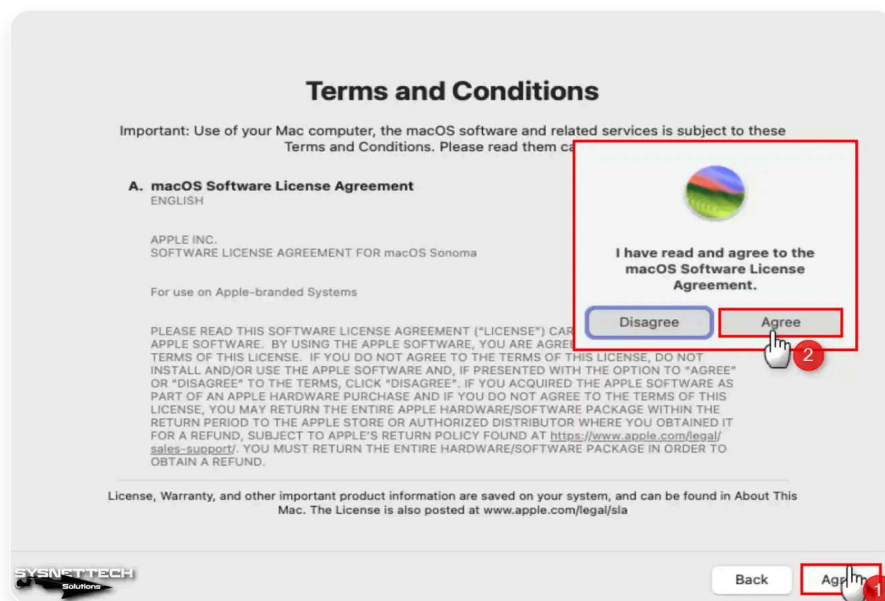 Terms and Conditions
Important: Use of your Mac computer, the macOS software and related services is subject to these
Terms and Conditions. Please read them
A. macOS Software License Agreement
ENGLISH
APPLE INC.
SOFTWARE LICENSE AGREEMENT FOR macOS Sonoma
For use on Apple-branded Systems
PLEASE READ THIS SOFTWARE LICENSE AGREEMENT ("LICENSE")
APPLE SOFTWARE. BY USING THE APPLE SOFTWARE, YOU ARE
TERMS OF THIS LICENSE. IF YOU DO NOT AGREE TO THE TERMS OF THIS LICENSE, DO NOT
INSTALL AND/OR USE THE APPLE SOFTWARE AND, IF PRESENTED WITH THE OPTION TO "AGREE"
OR "DISAGREE" TO THE TERMS, CLICK "DISAGREE". IF YOU ACQUIRED THE APPLE SOFTWARE AS
PART OF AN APPLE HARDWARE PURCHASE AND IF YOU DO NOT AGREE TO THE TERMS OF THIS
LICENSE, YOU MAY RETURN THE ENTIRE APPLE HARDWARE/SOFTWARE PACKAGE WITHIN THE
RETURN PERIOD TO THE APPLE STORE OR AUTHORIZED DISTRIBUTOR WHERE YOU OBTAINED IT
FOR A REFUND, SUBJECT TO APPLE'S RETURN POLICY FOUND AT https://www.apple.com/legal/
sales-support/. YOU MUST RETURN THE ENTIRE HARDWARE/SOFTWARE PACKAGE IN ORDER TO
OBTAIN A REFUND.
I have read and agree to the
macOS Software License
Agreement.
Disagree
Agree
2
License, Warranty, and other important product information are saved on your system, and can be found in About This
Mac. The License is also posted at www.apple.com/legal/sla
SYSNETTECH
Solutions
Back
1